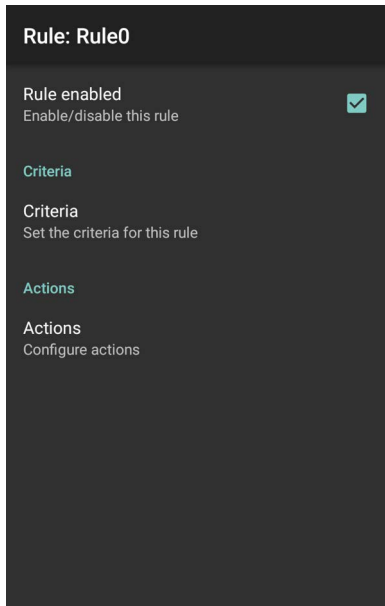 Rule: Rule0
Rule enabled
Enable/disable this rule
Criteria
Criteria
Set the criteria for this rule
Actions
Actions
Configure actions